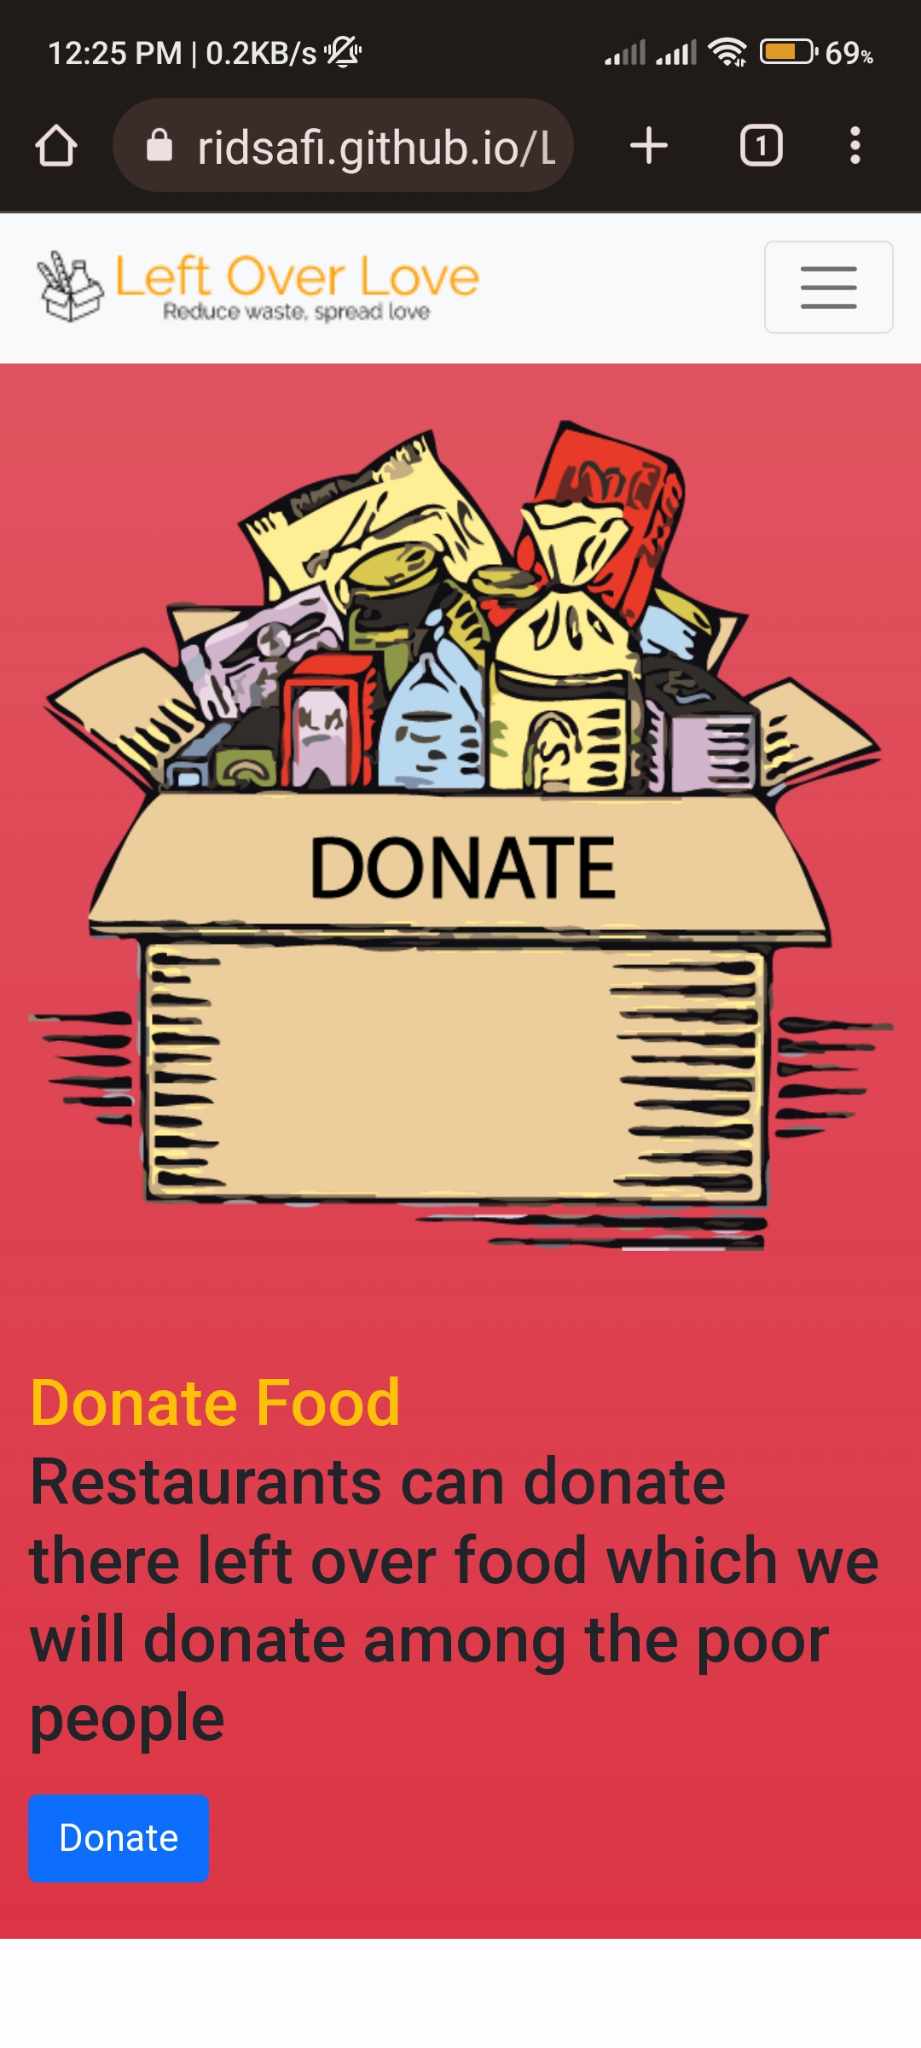 12:25 PM | 0.2KB/s
69%
ridsafi.github.io/L
1
Left Over Love
Reduce waste, spread love
DONATE
Donate Food
Restaurants can donate
there left over food which we
will donate among the poor
people
Donate